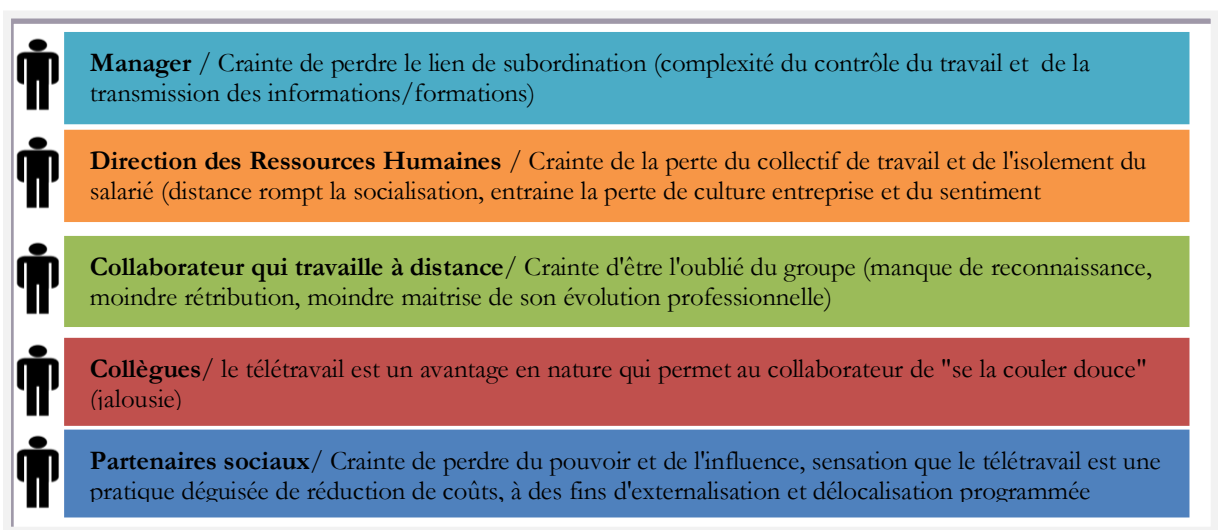 Manager / Crainte de perdre le lien de subordination (complexité du contrôle du travail et de la
transmission des informations/formations)
Direction des Ressources Humaines / Crainte de la perte du collectif de travail et de l'isolement du
salarié (distance rompt la socialisation, entraine la perte de culture entreprise et du sentiment
Collaborateur qui travaille à distance/ Crainte d'être l'oublié du groupe (manque de reconnaissance,
moindre rétribution, moindre maitrise de son évolution professionnelle)
Collègues/ le télétravail est un avantage en nature qui permet au collaborateur de "se la couler douce"
(jalousie)
Partenaires sociaux/ Crainte de perdre du pouvoir et de l'influence, sensation que le télétravail est une
pratique déguisée de réduction de coûts, à des fins d'externalisation et délocalisation programmée